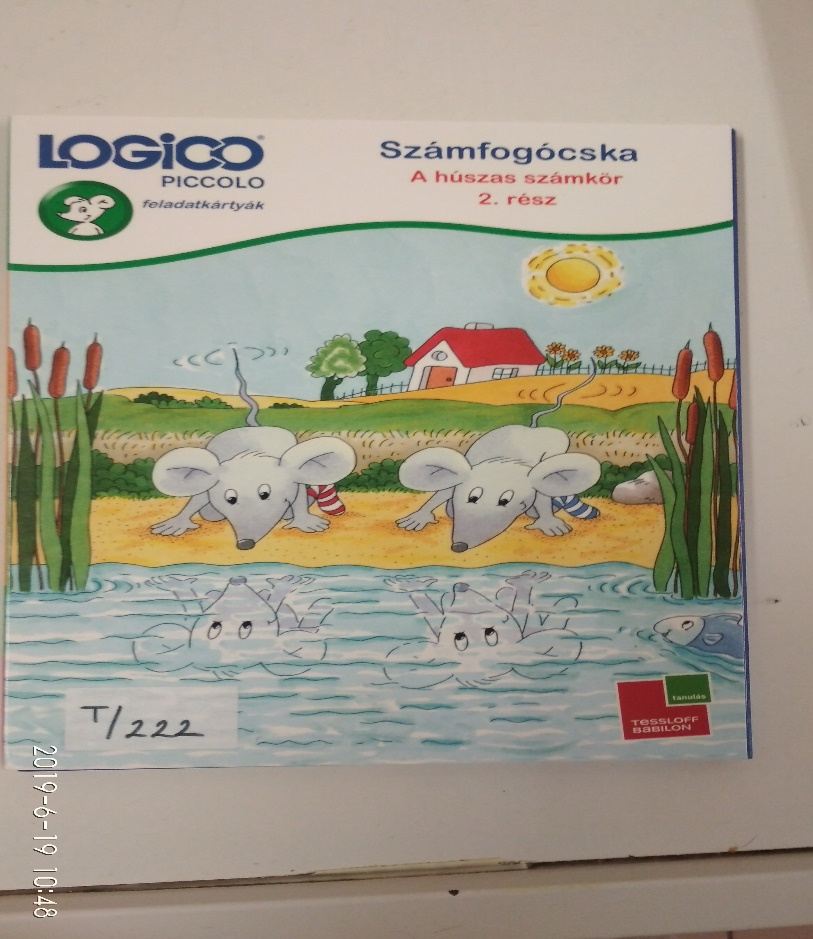 LOGiCO®
PICCOLO
feladatkártyák
Számfogócska
A húszas számkör
2. rész
T/222
tanulás
TESSLOFF
BABILON
2019-6-19 10:48